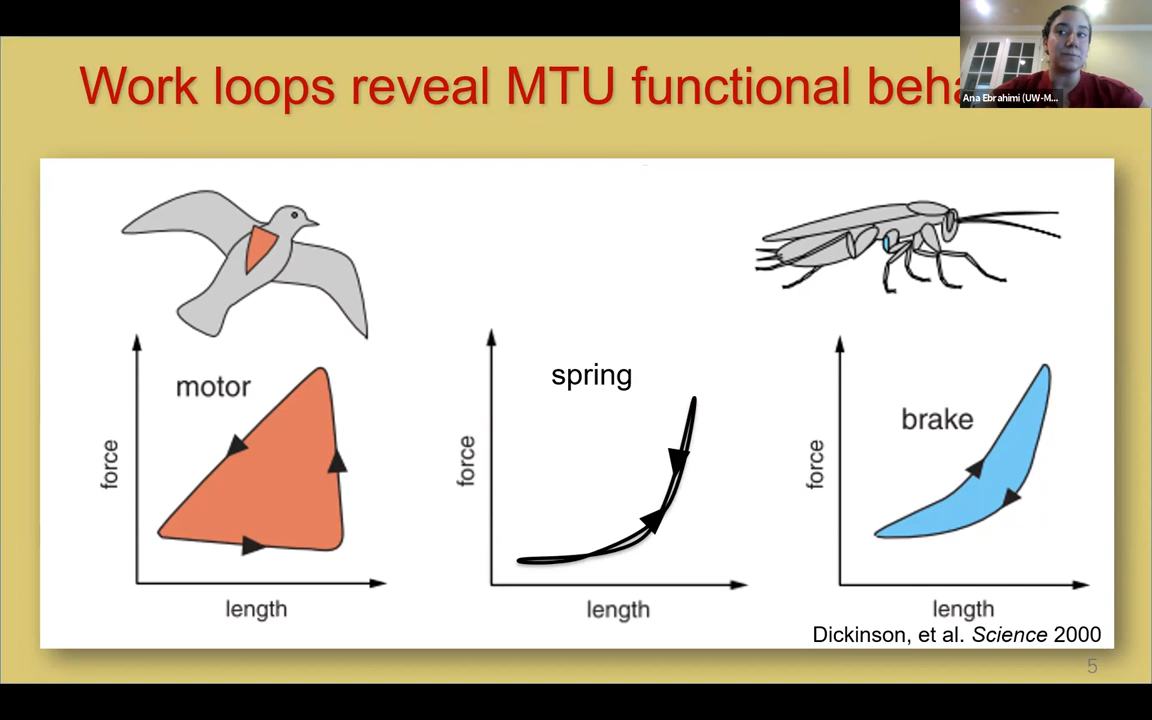 Work loops reveal MTU functional
Ana Ebrahimi (UW-M...
motor
spring
brake
force
force
force
length
length
length
Dickinson, et al. Science 2000
5